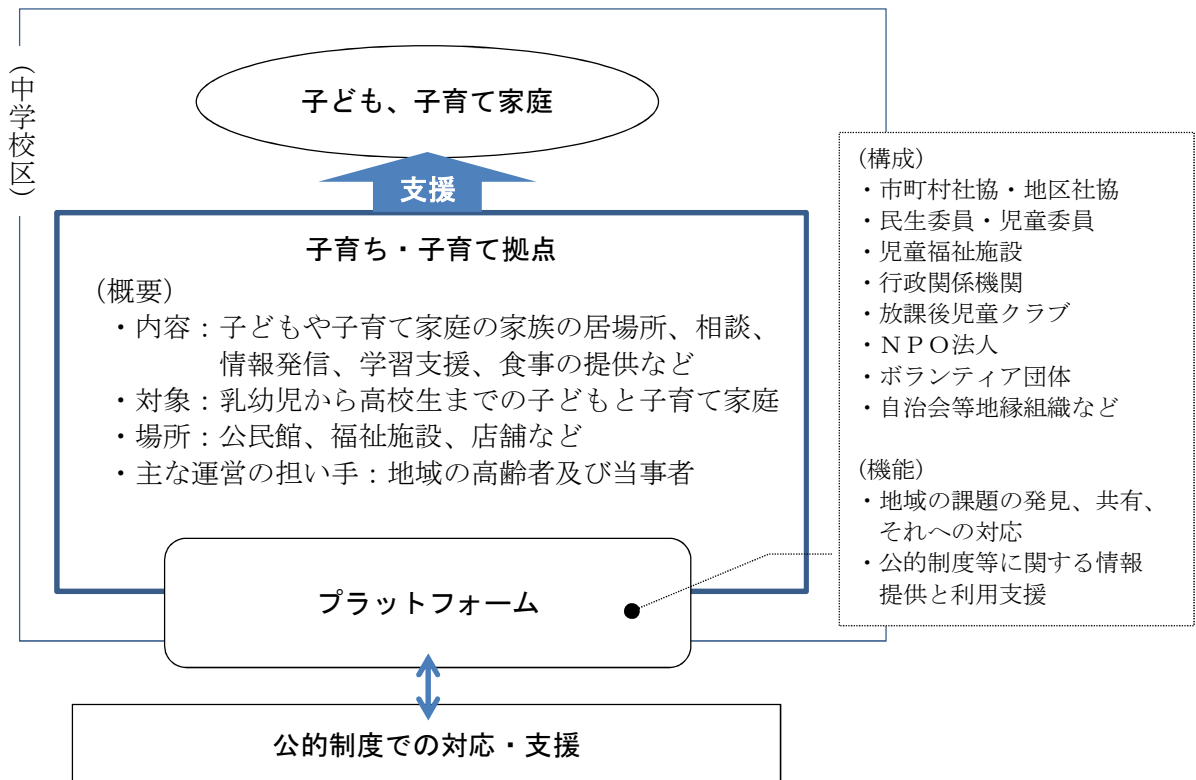 （中学校区）
子ども、子育て家庭
支援
子育ち・子育て拠点
（概要）
・内容：子どもや子育て家庭の家族の居場所、相談、
情報発信、学習支援、食事の提供など
・対象：乳幼児から高校生までの子どもと子育て家庭
・場所：公民館、福祉施設、店舗など
・主な運営の担い手：地域の高齢者及び当事者
プラットフォーム
公的制度での対応・支援
（構成）
・市町村社協・地区社協
・民生委員・児童委員
・児童福祉施設
・行政関係機関
・放課後児童クラブ
・ＮＰＯ法人
・ボランティア団体
・自治会等地縁組織など
（機能）
・地域の課題の発見、共有、
それへの対応
・公的制度等に関する情報
提供と利用支援